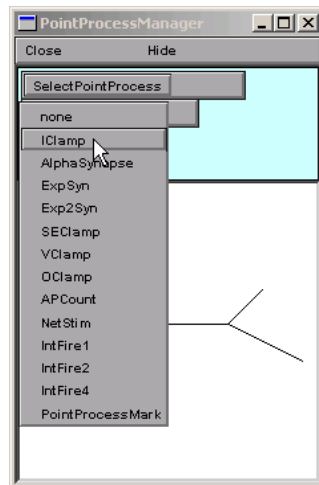 PointProcessManager
Close Hide
SelectPointProcess
none
IClamp
AlphaSynapse
ExpSyn
Exp2Syn
SEClamp
VClamp
OClamp
APCount
NetStim
IntFire1
IntFire2
IntFire4
PointProcessMark